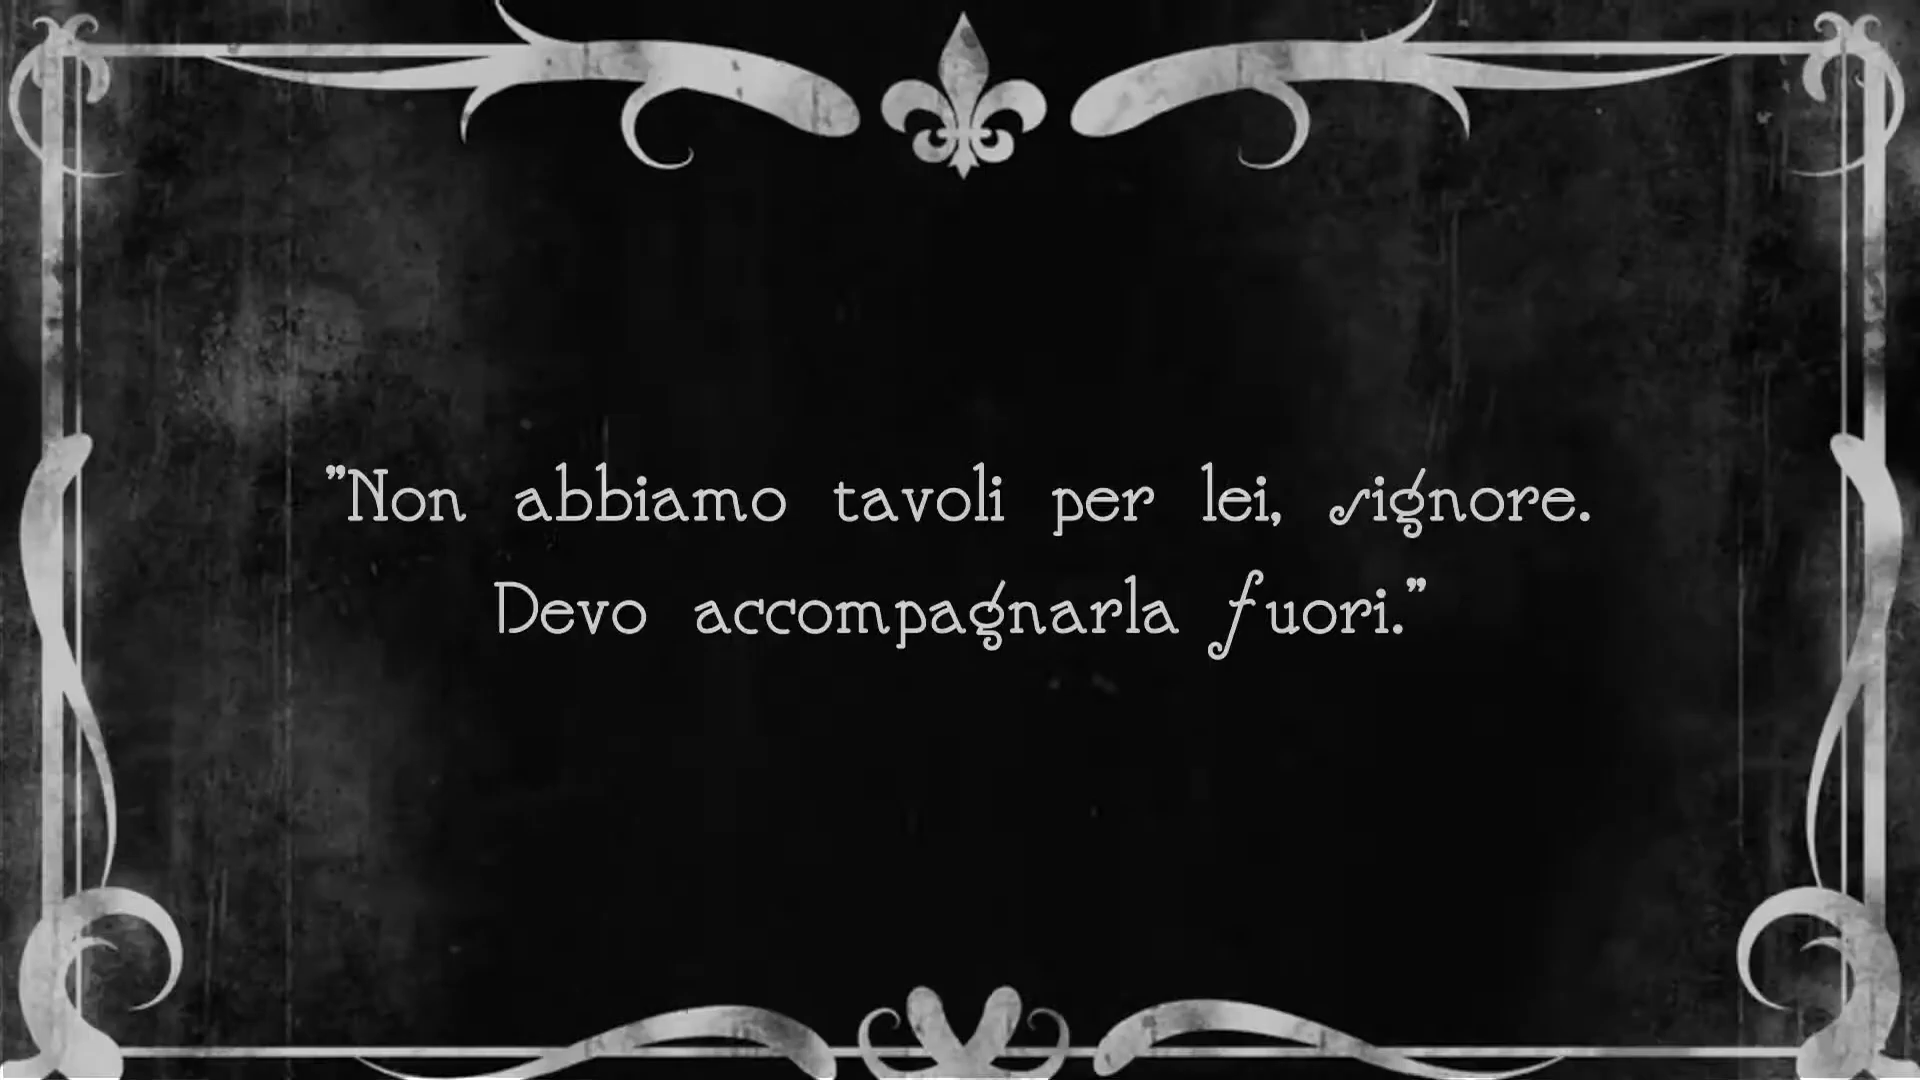 "Non abbiamo tavoli per lei, signore.
Devo accompagnarla fuori."